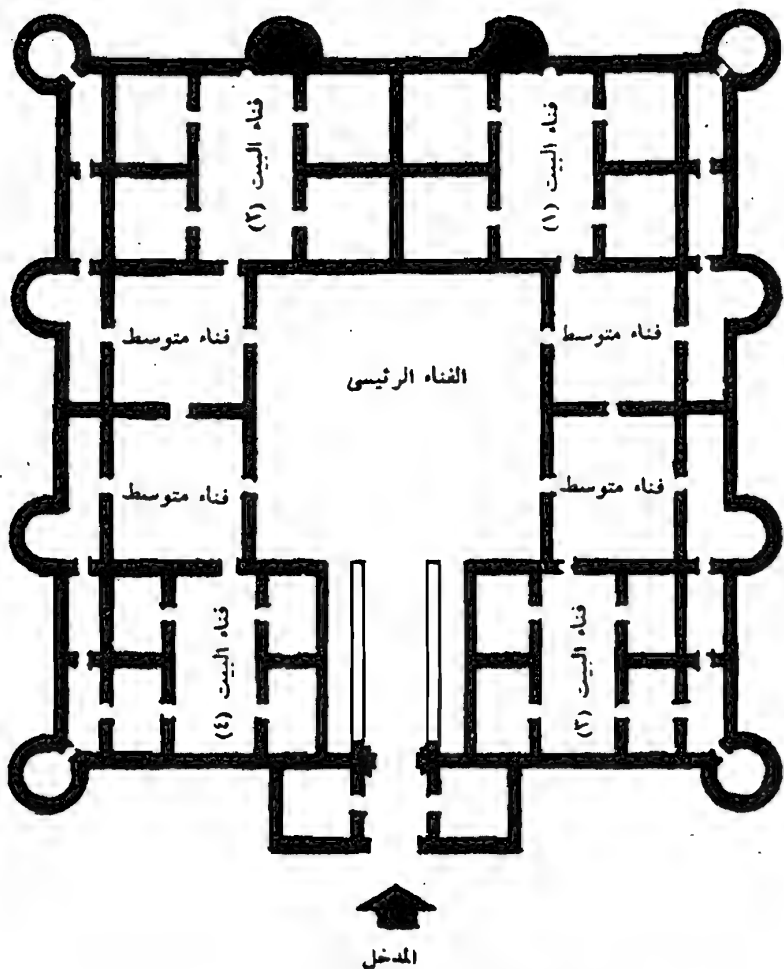 فناء البيت (١)
فناء البيت (٢)
فناء متوسط
فناء متوسط
الفناء الرئيسى
فناء متوسط
فناء متوسط
فناء البيت (٣)
فناء البيت (٤)
المدخل